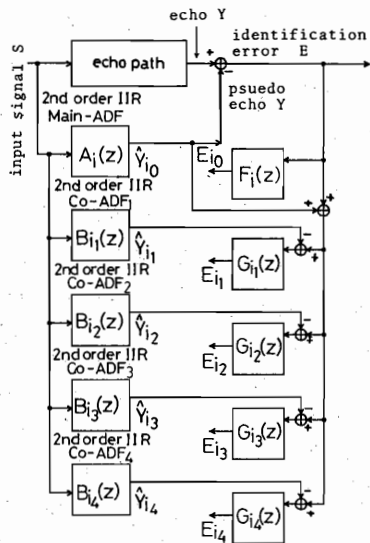 echo Y
identification
error E
input signal S
echo path
+
-
psuedo
echo Y
2nd order IIR
Main-ADF
Ai(z)
Ŷi0
Ei0
Fi(z)
+
+
2nd order IIR
Co-ADF1
Bi1(z)
Ŷi1
-
+
Ei1
Gi1(z)
2nd order IIR
Co-ADF2
Bi2(z)
Ŷi2
-
+
Ei2
Gi2(z)
2nd order IIR
Co-ADF3
Bi3(z)
Ŷi3
-
+
Ei3
Gi3(z)
2nd order IIR
Co-ADF4
Bi4(z)
Ŷi4
-
+
Ei4
Gi4(z)